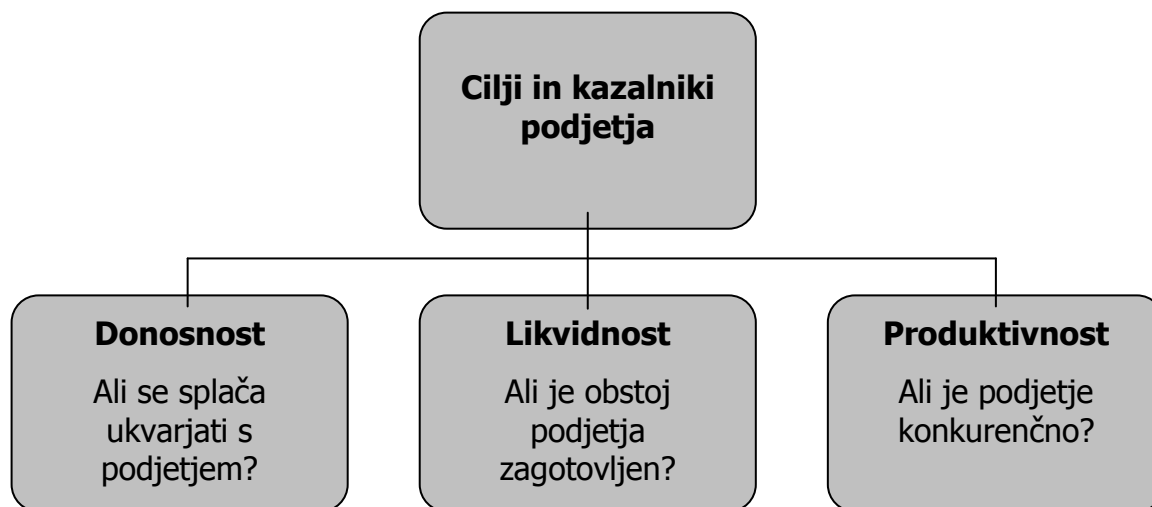 Cilji in kazalniki
podjetja
Donosnost
Ali se splača
ukvarjati s
podjetjem?
Likvidnost
Ali je obstoj
podjetja
zagotovljen?
Produktivnost
Ali je podjetje
konkurenčno?